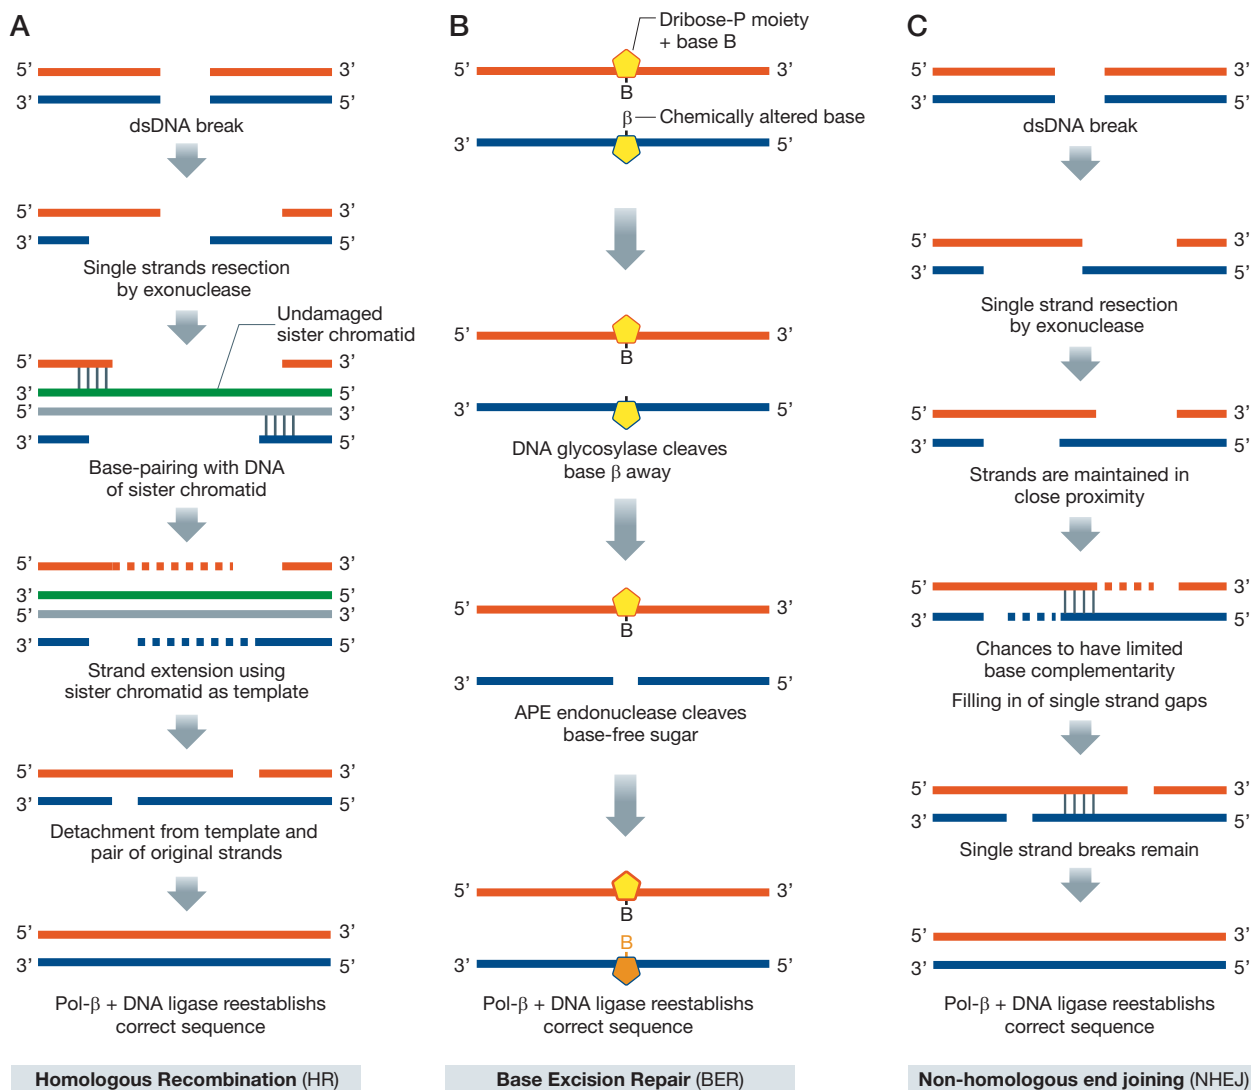 A
5’ 3’
3’ 5’
dsDNA break
5’ 3’
3’ 5’
Single strands resection
by exonuclease
Undamaged
sister chromatid
5’ 3’
3’ 5’
5’ 3’
3’ 5’
Base-pairing with DNA
of sister chromatid
5’ 3’
3’ 5’
5’ 3’
3’ 5’
Strand extension using
sister chromatid as template
5’ 3’
3’ 5’
Detachment from template and
pair of original strands
5’ 3’
3’ 5’
Pol-β + DNA ligase reestablishs
correct sequence
Homologous Recombination (HR)
B
Dribose-P moiety
+ base B
5’ 3’
B
β Chemically altered base
3’ 5’
5’ 3’
B
3’ 5’
DNA glycosylase cleaves
base β away
5’ 3’
B
3’ 5’
APE endonuclease cleaves
base-free sugar
5’ 3’
B
B
3’ 5’
Pol-β + DNA ligase reestablishs
correct sequence
Base Excision Repair (BER)
C
5’ 3’
3’ 5’
dsDNA break
5’ 3’
3’ 5’
Single strand resection
by exonuclease
5’ 3’
3’ 5’
Strands are maintained in
close proximity
5’ 3’
3’ 5’
Chances to have limited
base complementarity
Filling in of single strand gaps
5’ 3’
3’ 5’
Single strand breaks remain
5’ 3’
3’ 5’
Pol-β + DNA ligase reestablishs
correct sequence
Non-homologous end joining (NHEJ)